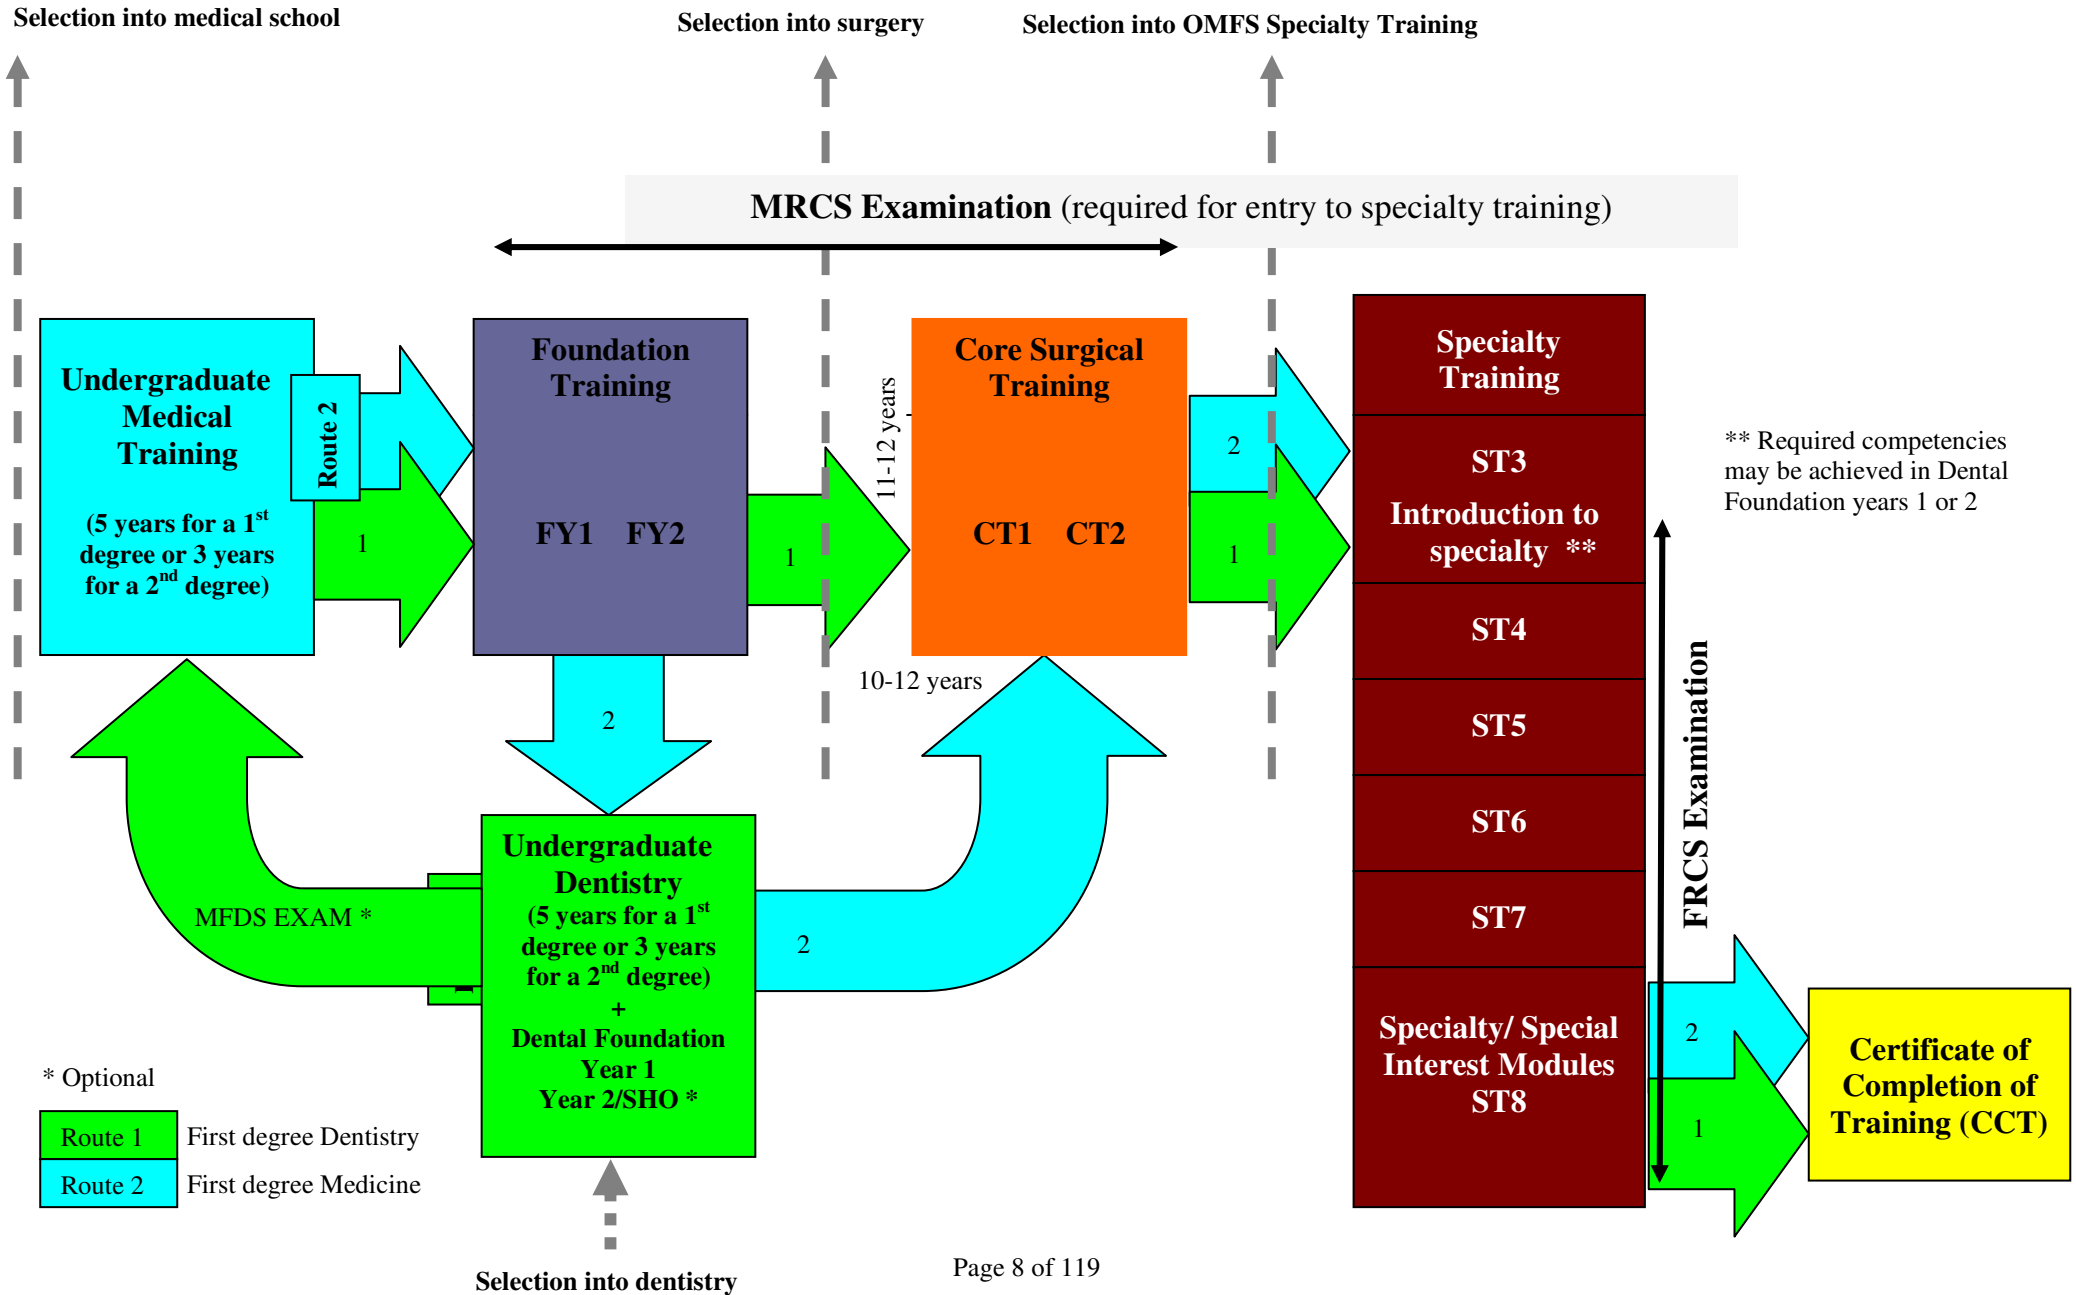 Selection into medical school
Selection into surgery
Selection into OMFS Specialty Training
MRCS Examination (required for entry to specialty training)
Undergraduate
Medical
Training
(5 years for a 1st
degree or 3 years
for a 2nd degree)
Route 2
1
Foundation
Training
FY1 FY2
1
11-12 years
Core Surgical
Training
CT1 CT2
2
1
Specialty
Training
ST3
Introduction to
specialty **
ST4
ST5
ST6
ST7
Specialty/ Special
Interest Modules
ST8
** Required competencies
may be achieved in Dental
Foundation years 1 or 2
FRCS Examination
10-12 years
2
MFDS EXAM *
Undergraduate
Dentistry
(5 years for a 1st
degree or 3 years
for a 2nd degree)
+
Dental Foundation
Year 1
Year 2/SHO *
2
2
1
Certificate of
Completion of
Training (CCT)
* Optional
Route 1 First degree Dentistry
Route 2 First degree Medicine
Selection into dentistry
Page 8 of 119